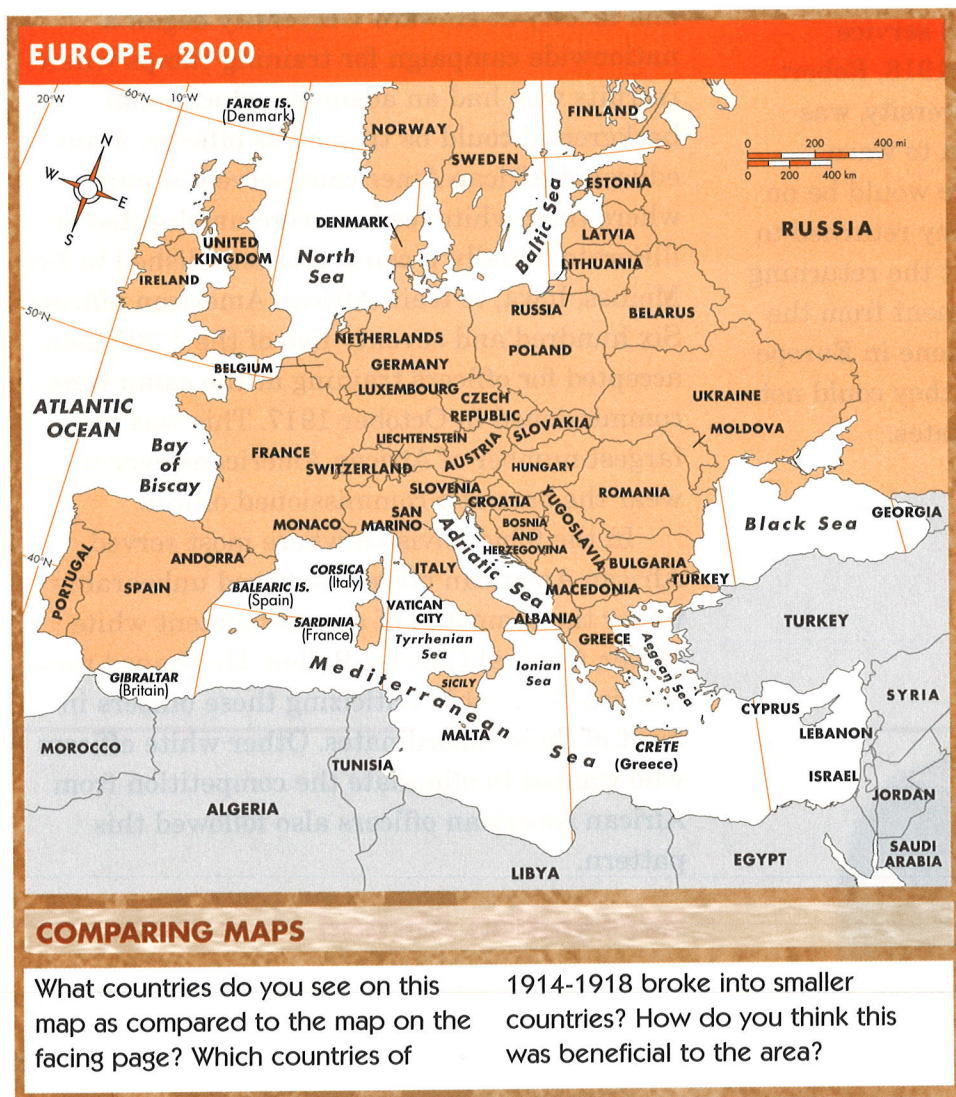 EUROPE, 2000
20°W
60°N
10°W
0°
FAROE IS.
(Denmark)
NORWAY
FINLAND
SWEDEN
0 200 400 mi
0 200 400 km
N
W
E
S
ESTONIA
RUSSIA
DENMARK
Baltic Sea
LATVIA
UNITED
KINGDOM
North
Sea
LITHUANIA
IRELAND
RUSSIA
BELARUS
50°N
NETHERLANDS
POLAND
BELGIUM
GERMANY
LUXEMBOURG
CZECH
REPUBLIC
UKRAINE
ATLANTIC
OCEAN
SLOVAKIA
MOLDOVA
Bay
of
Biscay
FRANCE
LIECHTENSTEIN
AUSTRIA
SWITZERLAND
HUNGARY
SLOVENIA
CROATIA
ROMANIA
YUGOSLAVIA
MONACO
SAN
MARINO
BOSNIA
AND
HERZEGOVINA
Black Sea
GEORGIA
40°N
PORTUGAL
ANDORRA
SPAIN
CORSICA
(Italy)
ITALY
Adriatic Sea
BULGARIA
TURKEY
BALEARIC IS.
(Spain)
MACEDONIA
VATICAN
CITY
ALBANIA
SARDINIA
(France)
Tyrrhenian
Sea
GREECE
Aegean Sea
TURKEY
GIBRALTAR
(Britain)
Mediterranean Sea
SICILY
Ionian
Sea
CYPRUS
SYRIA
MALTA
CRETE
(Greece)
LEBANON
MOROCCO
TUNISIA
ISRAEL
JORDAN
ALGERIA
LIBYA
EGYPT
SAUDI
ARABIA
COMPARING MAPS
What countries do you see on this
map as compared to the map on the
facing page? Which countries of
1914-1918 broke into smaller
countries? How do you think this
was beneficial to the area?